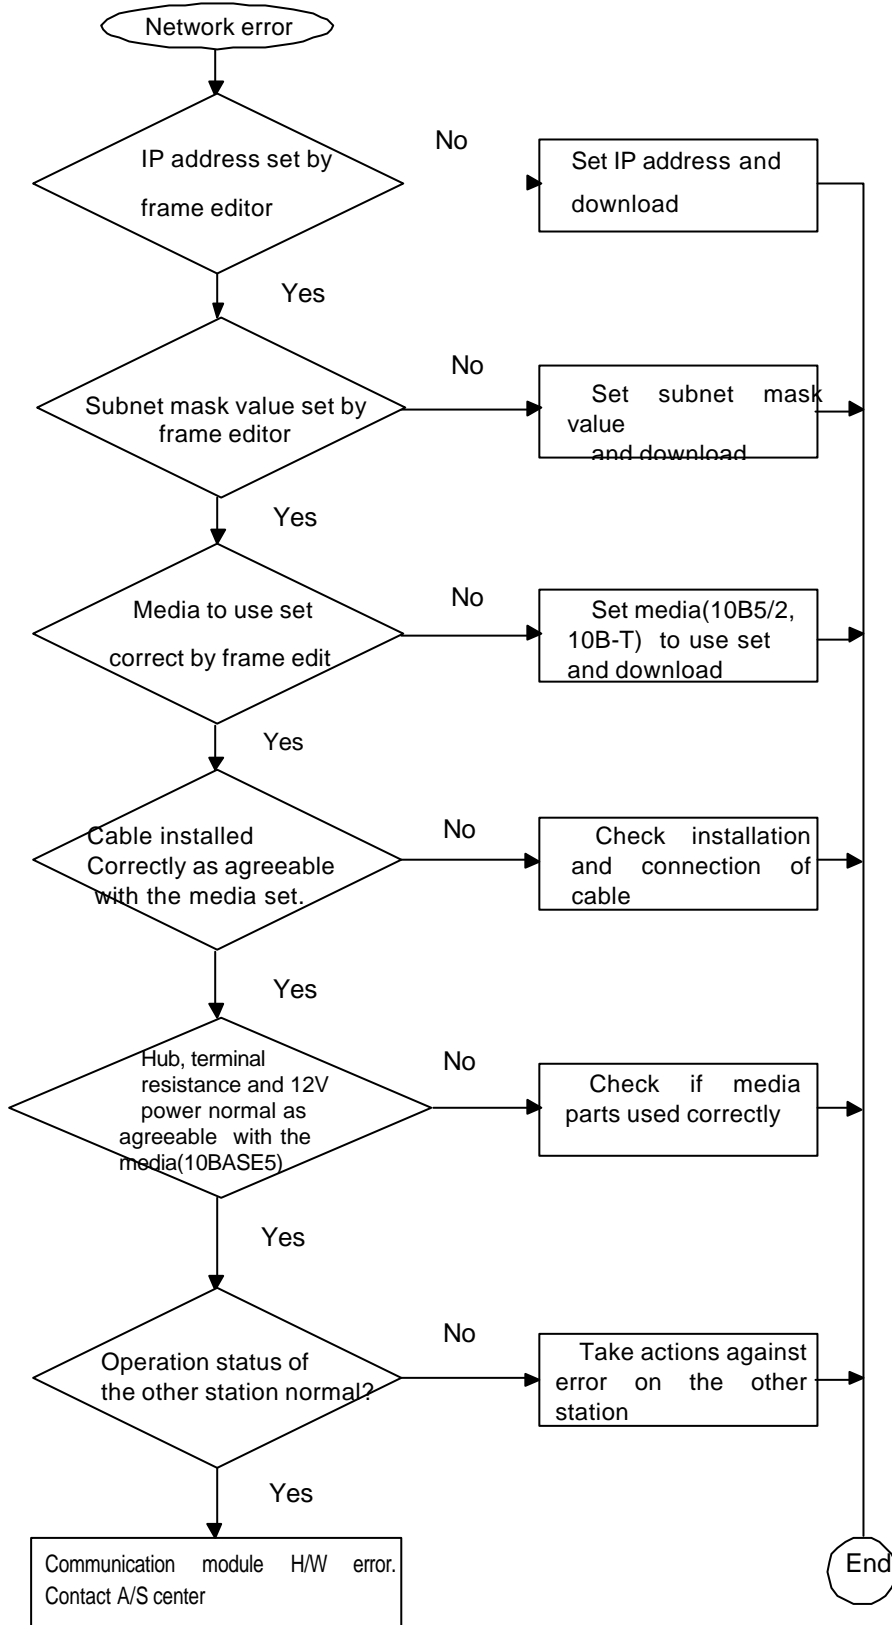 Network error
IP address set by
frame editor
No
Set IP address and
download
Yes
Subnet mask value set by
frame editor
No
Set subnet mask
value
and download
Yes
Media to use set
correct by frame edit
No
Set media(10B5/2,
10B-T) to use set
and download
Yes
Cable installed
Correctly as agreeable
with the media set.
No
Check installation
and connection of
cable
Yes
Hub, terminal
resistance and 12V
power normal as
agreeable with the
media(10BASE5)
No
Check if media
parts used correctly
Yes
Operation status of
the other station normal?
No
Take actions against
error on the other
station
Yes
Communication module H/W error.
Contact A/S center
End